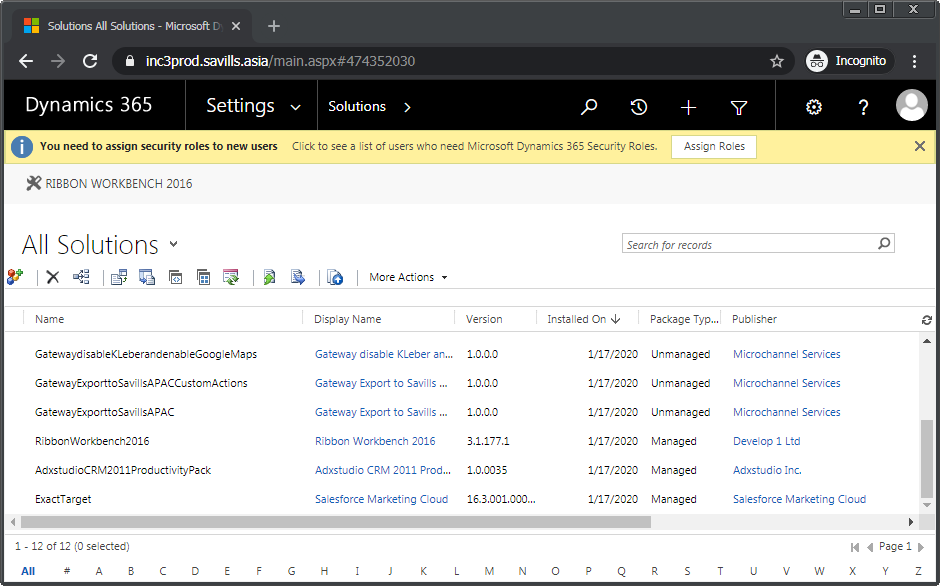 Solutions All Solutions - Microsoft D
inc3prod.savills.asia/main.aspx#474352030
Incognito
Dynamics 365 Settings Solutions
You need to assign security roles to new users Click to see a list of users who need Microsoft Dynamics 365 Security Roles. Assign Roles
RIBBON WORKBENCH 2016
All Solutions
Search for records
More Actions
Name Display Name Version Installed On Package Typ... Publisher
GatewaydisableKLeberandenableGoogleMaps Gateway disable KLeber an... 1.0.0.0 1/17/2020 Unmanaged Microchannel Services
GatewayExporttoSavillsAPACCustomActions Gateway Export to Savills ... 1.0.0.0 1/17/2020 Unmanaged Microchannel Services
GatewayExporttoSavillsAPAC Gateway Export to Savills ... 1.0.0.0 1/17/2020 Unmanaged Microchannel Services
RibbonWorkbench2016 Ribbon Workbench 2016 3.1.177.1 1/17/2020 Managed Develop 1 Ltd
AdxstudioCRM2011ProductivityPack Adxstudio CRM 2011 Prod... 1.0.0035 1/17/2020 Managed Adxstudio Inc.
ExactTarget Salesforce Marketing Cloud 16.3.001.000... 1/17/2020 Managed Salesforce Marketing Cloud
1 - 12 of 12 (0 selected) Page 1
All # A B C D E F G H I J K L M N O P Q R S T U V W X Y Z